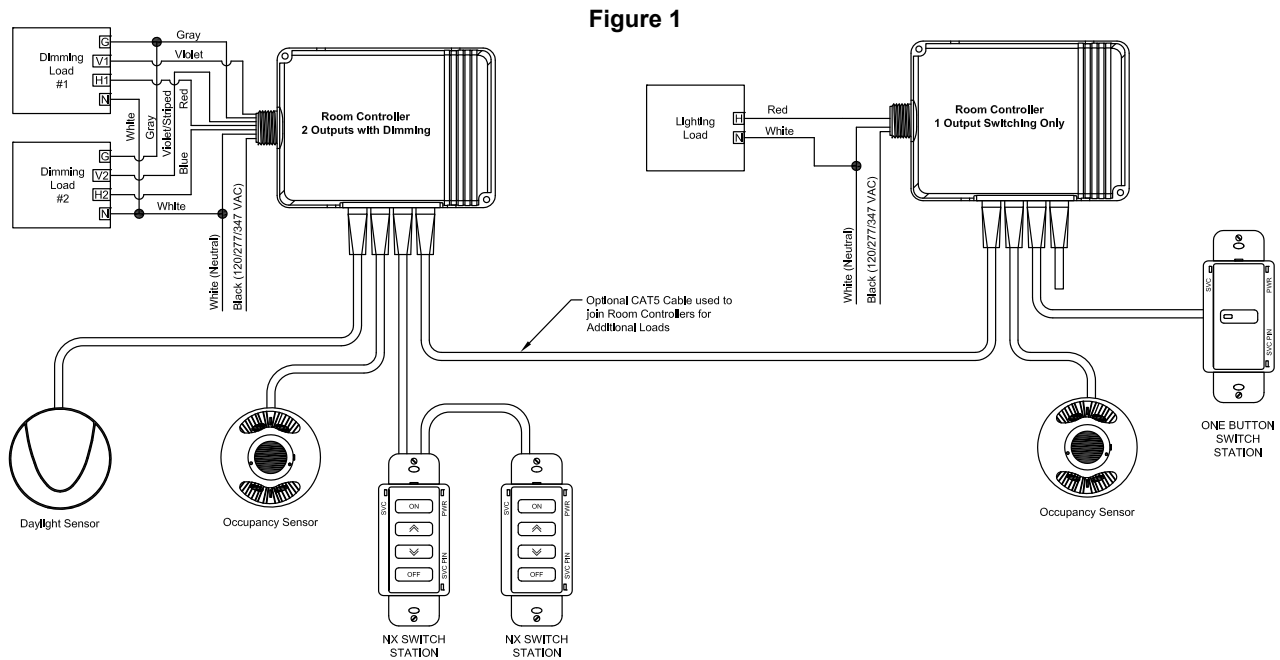 Figure 1
Dimming
Load
#1
G
V1
H1
N
Gray
Violet
White
Gray
Violet/Striped
Red
Blue
Dimming
Load
#2
G
V2
H2
N
White
White (Neutral)
Black (120/277/347 VAC)
Room Controller
2 Outputs with Dimming
Lighting
Load
H
N
Red
White
White (Neutral)
Black (120/277/347 VAC)
Room Controller
1 Output Switching Only
Optional CAT5 Cable used to
join Room Controllers for
Additional Loads
Daylight Sensor
Occupancy Sensor
SVC
PWR
ON
OFF
SVC PIN
NX SWITCH
STATION
SVC
PWR
ON
OFF
SVC PIN
NX SWITCH
STATION
Occupancy Sensor
SVC
PWR
SVC PIN
ONE BUTTON
SWITCH
STATION